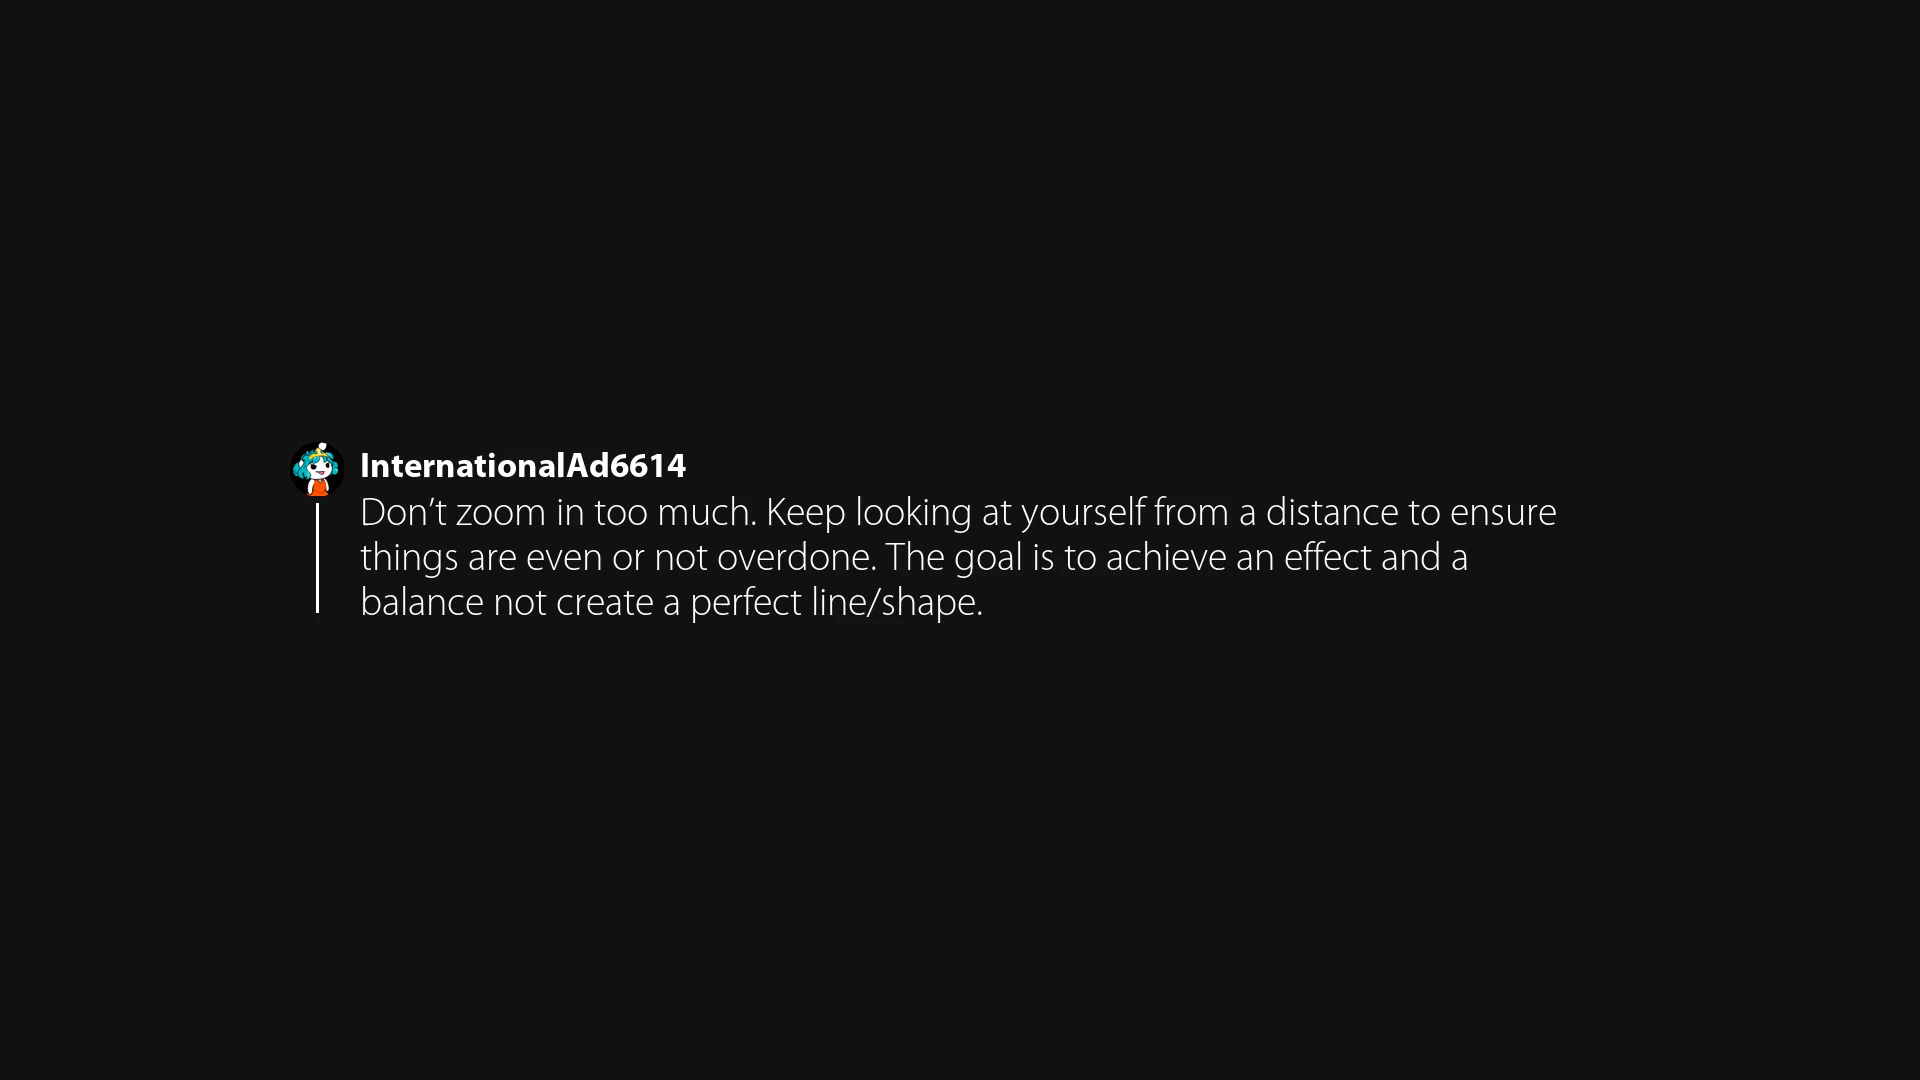 InternationalAd6614
Don’t zoom in too much. Keep looking at yourself from a distance to ensure
things are even or not overdone. The goal is to achieve an effect and a
balance not create a perfect line/shape.